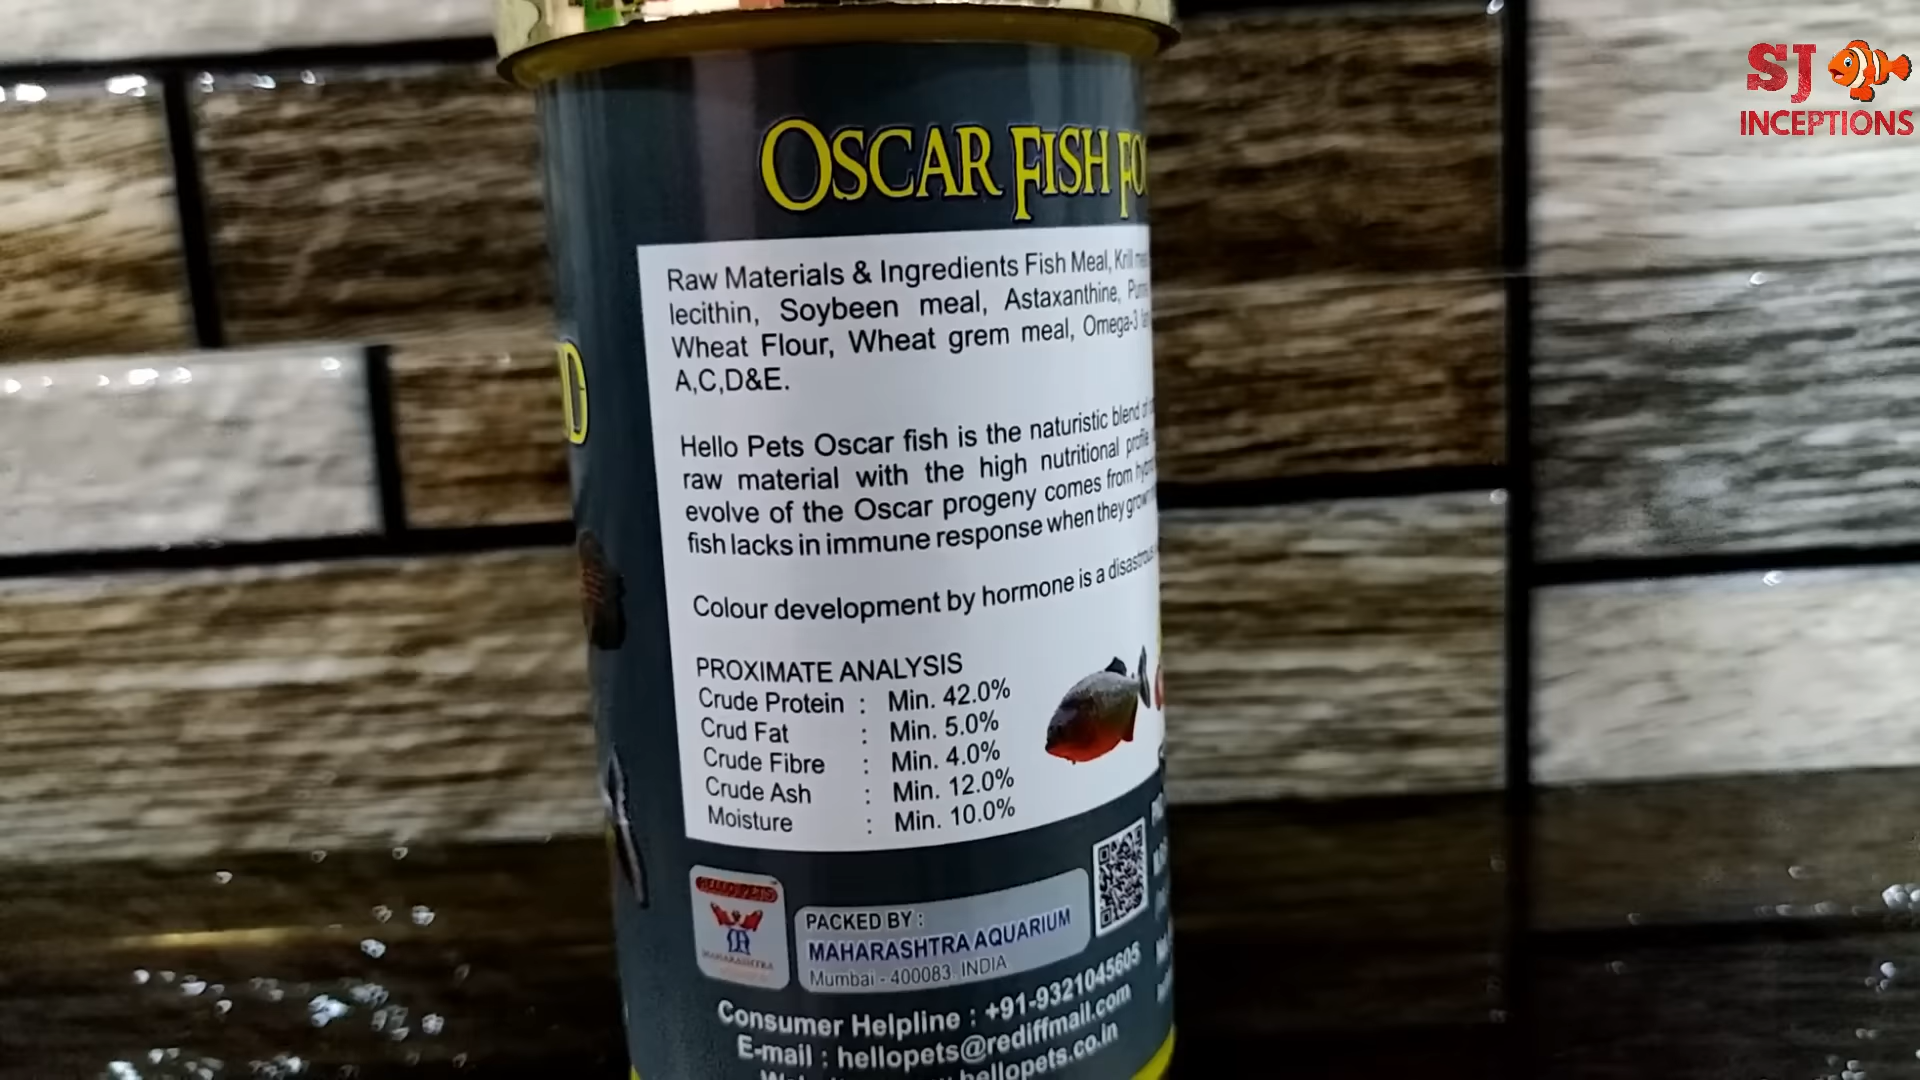 SJ
INCEPTIONS
OSCAR FISH FO
Raw Materials & Ingredients Fish Meal, Krill
lecithin, Soybeen meal, Astaxanthine,
Wheat Flour, Wheat grem meal, Omega-3
A,C,D&E.
Hello Pets Oscar fish is the naturistic blend of
raw material with the high nutritional profile
evolve of the Oscar progeny comes from
fish lacks in immune response when they grow
Colour development by hormone is a
PROXIMATE ANALYSIS
Crude Protein : Min. 42.0%
Crud Fat : Min. 5.0%
Crude Fibre : Min. 4.0%
Crude Ash : Min. 12.0%
Moisture : Min. 10.0%
HELLO PETS
MAHARASHTRA
PACKED BY :
MAHARASHTRA AQUARIUM
Mumbai - 400083. INDIA
Consumer Helpline : +91-9321045605
E-mail : hellopets@rediffmail.com
hellopets.co.in